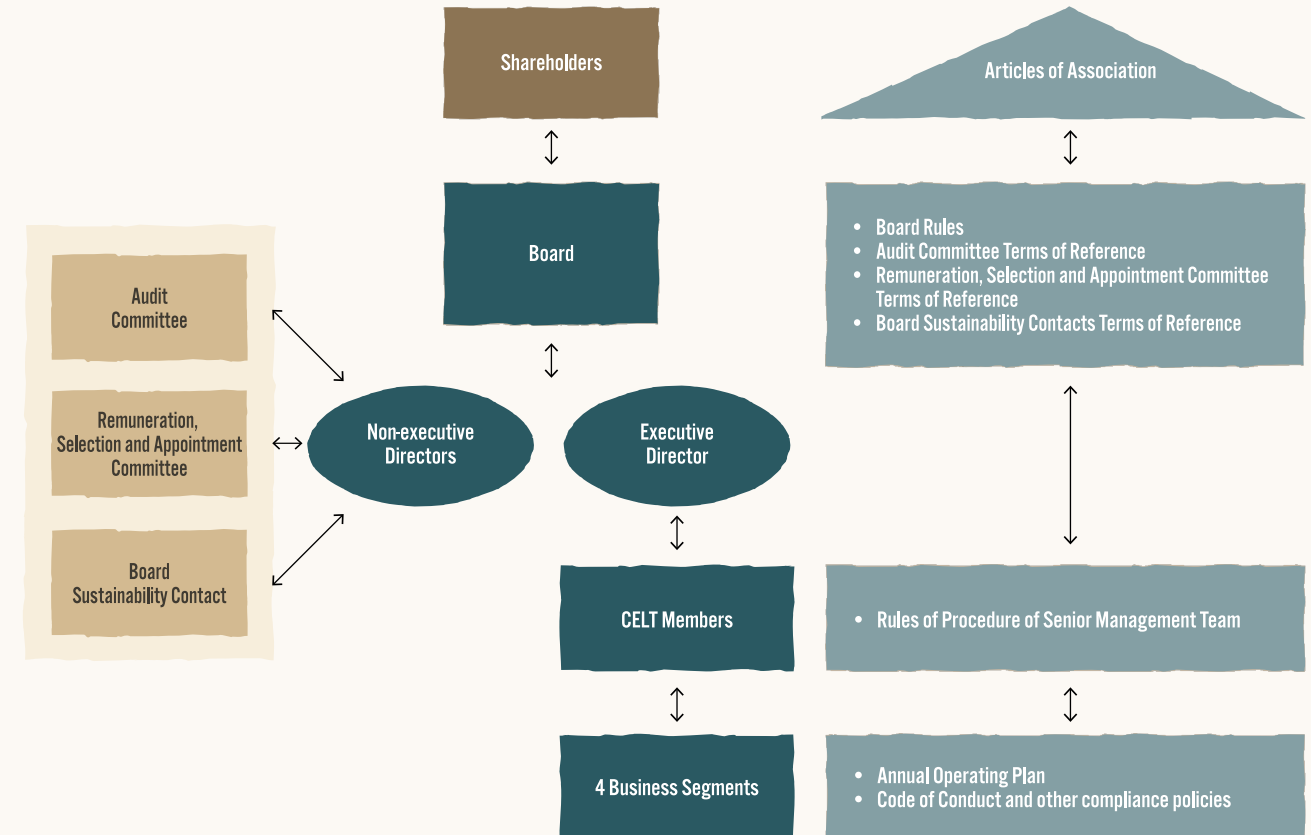 Shareholders
Articles of Association
Board
• Board Rules
• Audit Committee Terms of Reference
• Remuneration, Selection and Appointment Committee
Terms of Reference
• Board Sustainability Contacts Terms of Reference
Audit
Committee
Remuneration,
Selection and Appointment
Committee
Board
Sustainability Contact
Non-executive
Directors
Executive
Director
CELT Members
• Rules of Procedure of Senior Management Team
4 Business Segments
• Annual Operating Plan
• Code of Conduct and other compliance policies